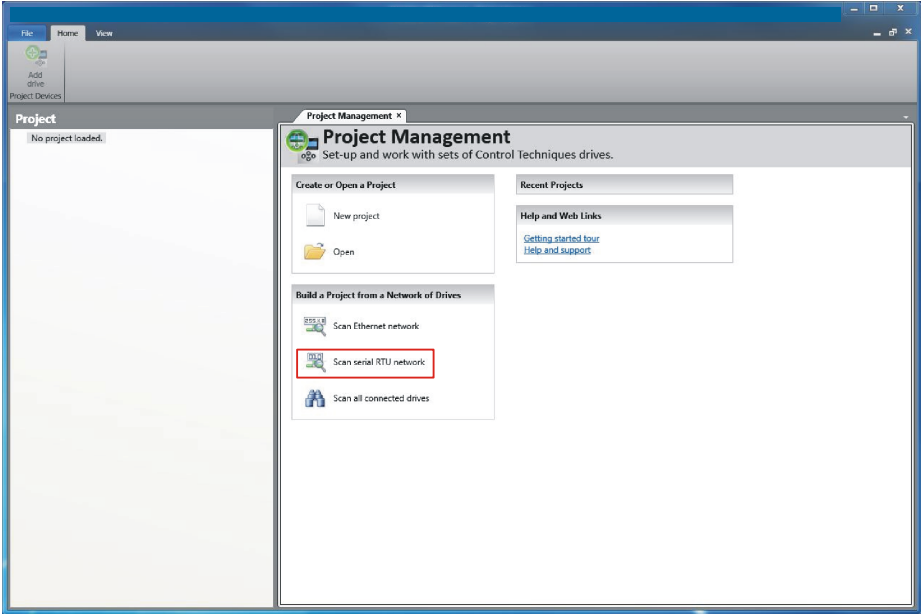 File Home View
Add
drive
Project Devices
Project
No project loaded.
Project Management ×
Project Management
Set-up and work with sets of Control Techniques drives.
Create or Open a Project
New project
Open
Build a Project from a Network of Drives
Scan Ethernet network
Scan serial RTU network
Scan all connected drives
Recent Projects
Help and Web Links
Getting started tour
Help and support